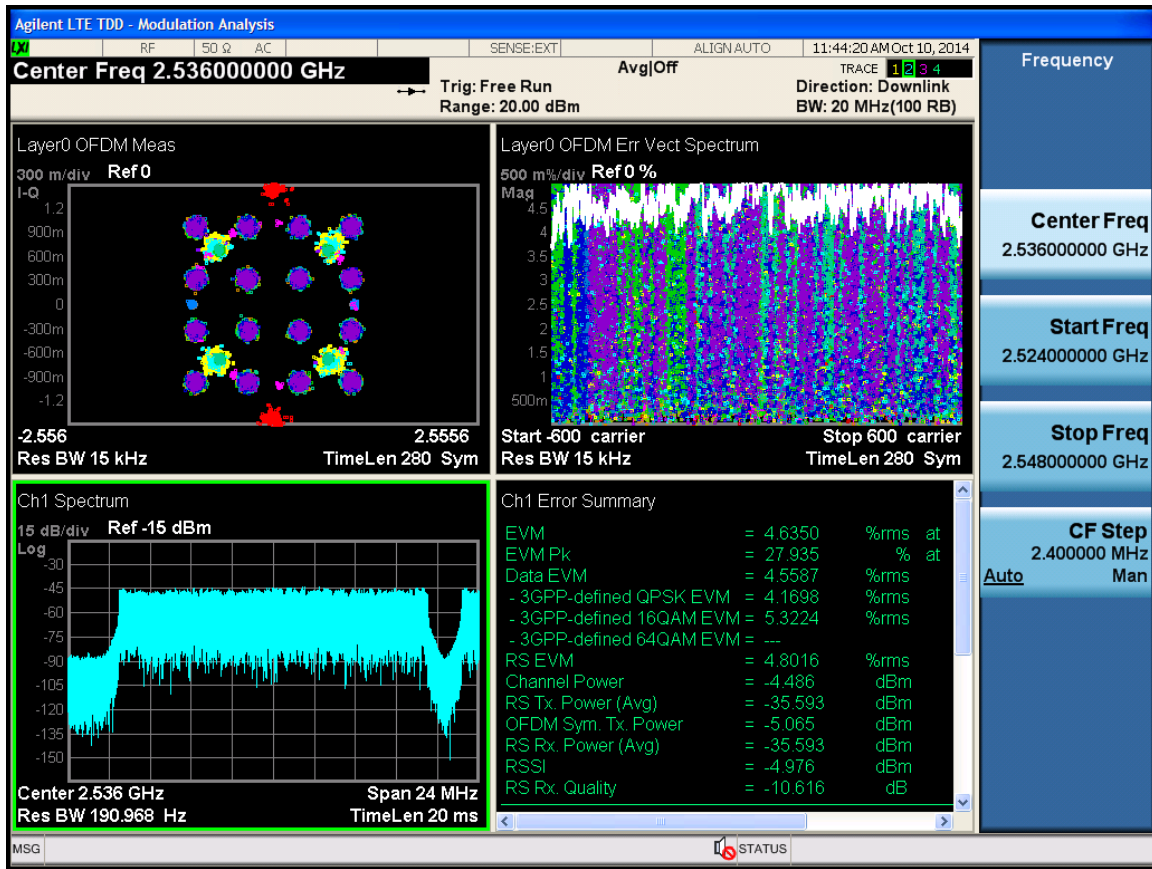 Agilent LTE TDD - Modulation Analysis
LXI RF 50 Ω AC SENSE:EXT ALIGN AUTO 11:44:20 AM Oct 10, 2014
Center Freq 2.536000000 GHz Avg|Off TRACE 1 2 3 4
Trig: Free Run Direction: Downlink
Range: 20.00 dBm BW: 20 MHz(100 RB)
Layer0 OFDM Meas
300 m/div Ref 0
I-Q
1.2
900m
600m
300m
0
-300m
-600m
-900m
-1.2
-2.556 2.5556
Res BW 15 kHz TimeLen 280 Sym
Layer0 OFDM Err Vect Spectrum
500 m%/div Ref 0 %
Mag
4.5
4
3.5
3
2.5
2
1.5
1
500m
Start -600 carrier Stop 600 carrier
Res BW 15 kHz TimeLen 280 Sym
Ch1 Spectrum
15 dB/div Ref -15 dBm
Log
-30
-45
-60
-75
-90
-105
-120
-135
-150
Center 2.536 GHz Span 24 MHz
Res BW 190.968 Hz TimeLen 20 ms
Ch1 Error Summary
EVM = 4.6350 %rms at
EVM Pk = 27.935 % at
Data EVM = 4.5587 %rms
- 3GPP-defined QPSK EVM = 4.1698 %rms
- 3GPP-defined 16QAM EVM = 5.3224 %rms
- 3GPP-defined 64QAM EVM = ---
RS EVM = 4.8016 %rms
Channel Power = -4.486 dBm
RS Tx. Power (Avg) = -35.593 dBm
OFDM Sym. Tx. Power = -5.065 dBm
RS Rx. Power (Avg) = -35.593 dBm
RSSI = -4.976 dBm
RS Rx. Quality = -10.616 dB
Frequency
Center Freq
2.536000000 GHz
Start Freq
2.524000000 GHz
Stop Freq
2.548000000 GHz
CF Step
2.400000 MHz
Auto Man
MSG STATUS